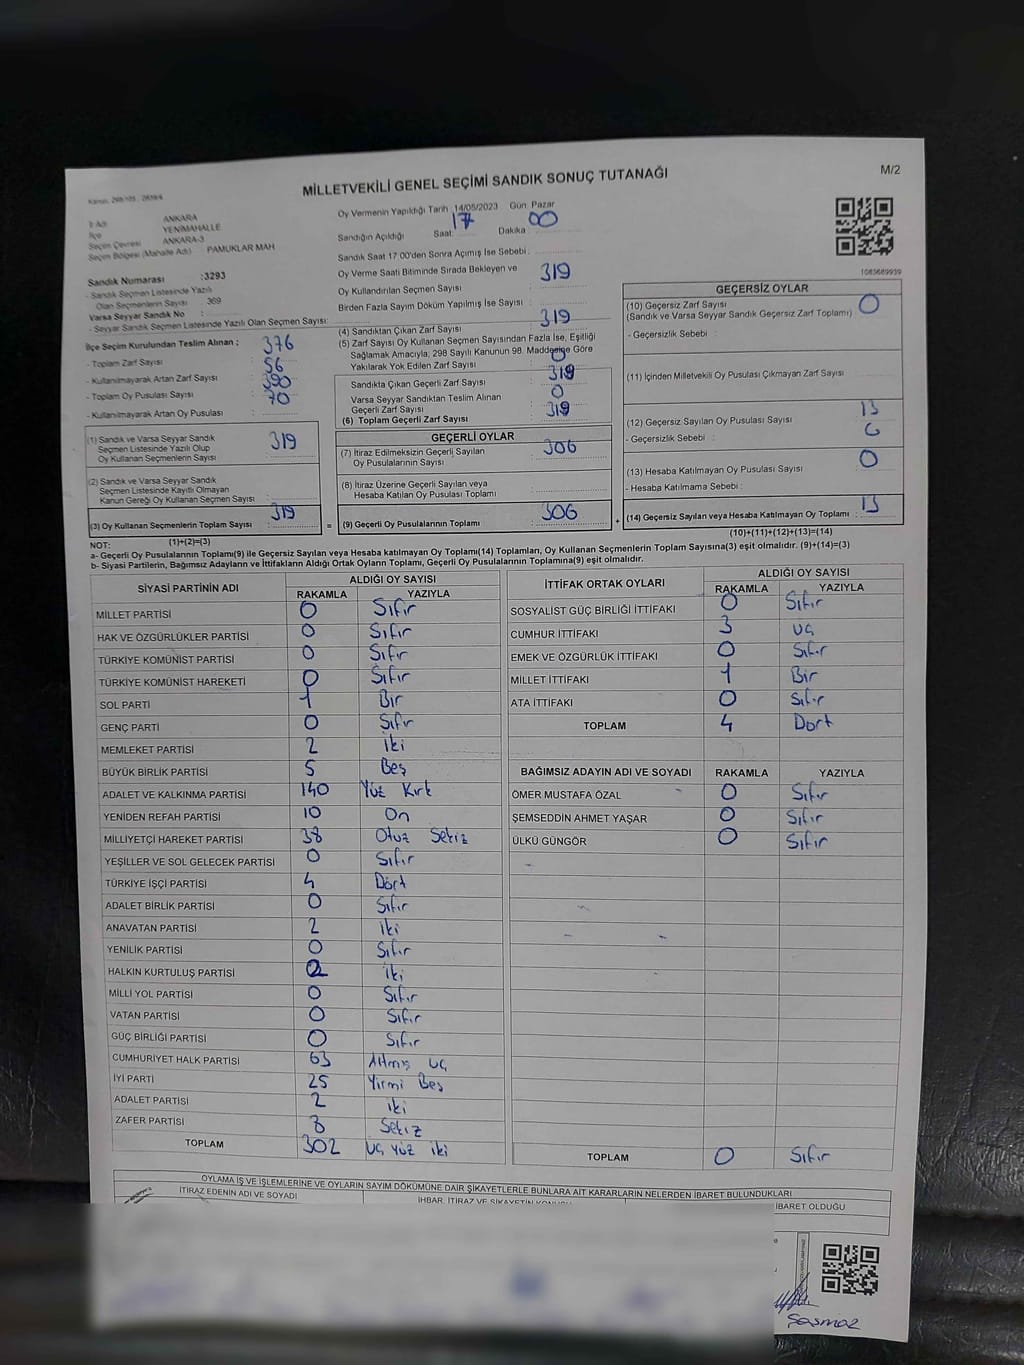 M/2
MİLLETVEKİLİ GENEL SEÇİMİ SANDIK SONUÇ TUTANAĞI
İl Adı ANKARA
İlçe YENİMAHALLE
Seçim Çevresi ANKARA-3
Seçim Bölgesi (Mahalle Adı) : PAMUKLAR MAH
Sandık Numarası :3293
- Sandık Seçmen Listesinde Yazılı
Olan Seçmenlerin Sayısı : 369
Varsa Seyyar Sandık No :
- Seyyar Sandık Seçmen Listesinde Yazılı Olan Seçmen Sayısı:
İlçe Seçim Kurulundan Teslim Alınan ; 376
- Toplam Zarf Sayısı 56
- Kullanılmayarak Artan Zarf Sayısı 390
- Toplam Oy Pusulası Sayısı 70
- Kullanılmayarak Artan Oy Pusulası
Oy Vermenin Yapıldığı Tarih 14/05/2023 Gün Pazar
Sandığın Açıldığı Saat 17 Dakika 00
Sandık Saat 17:00'den Sonra Açımış İse Sebebi :
Oy Verme Saati Bitiminde Sırada Bekleyen ve
Oy Kullandırılan Seçmen Sayısı 319
Birden Fazla Sayım Döküm Yapılmış İse Sayısı :
(4) Sandıktan Çıkan Zarf Sayısı 319
(5) Zarf Sayısı Oy Kullanan Seçmen Sayısından Fazla İse, Eşitliği
Sağlamak Amacıyla; 298 Sayılı Kanunun 98. Maddesine Göre
Yakılarak Yok Edilen Zarf Sayısı 0
Sandıkta Çıkan Geçerli Zarf Sayısı 319
Varsa Seyyar Sandıktan Teslim Alınan
Geçerli Zarf Sayısı 0
(6) Toplam Geçerli Zarf Sayısı 319
1083689939
GEÇERSİZ OYLAR
(10) Geçersiz Zarf Sayısı 0
(Sandık ve Varsa Seyyar Sandık Geçersiz Zarf Toplamı)
- Geçersizlik Sebebi :
(11) İçinden Milletvekili Oy Pusulası Çıkmayan Zarf Sayısı
(12) Geçersiz Sayılan Oy Pusulası Sayısı 13
- Geçersizlik Sebebi :
(13) Hesaba Katılmayan Oy Pusulası Sayısı 0
- Hesaba Katılmama Sebebi :
(14) Geçersiz Sayılan veya Hesaba Katılmayan Oy Toplamı : 13
(10)+(11)+(12)+(13)=(14)
(1) Sandık ve Varsa Seyyar Sandık
Seçmen Listesinde Yazılı Olup
Oy Kullanan Seçmenlerin Sayısı 319
(2) Sandık ve Varsa Seyyar Sandık
Seçmen Listesinde Kayıtlı Olmayan
Kanun Gereği Oy Kullanan Seçmen Sayısı :
(3) Oy Kullanan Seçmenlerin Toplam Sayısı 319
(1)+(2)=(3)
GEÇERLİ OYLAR
(7) İtiraz Edilmeksizin Geçerli Sayılan
Oy Pusulalarının Sayısı 306
(8) İtiraz Üzerine Geçerli Sayılan veya
Hesaba Katılan Oy Pusulası Toplamı
= (9) Geçerli Oy Pusulalarının Toplamı 306 +
NOT:
a- Geçerli Oy Pusulalarının Toplamı(9) ile Geçersiz Sayılan veya Hesaba katılmayan Oy Toplamı(14) Toplamları, Oy Kullanan Seçmenlerin Toplam Sayısına(3) eşit olmalıdır. (9)+(14)=(3)
b- Siyasi Partilerin, Bağımsız Adayların ve İttifakların Aldığı Ortak Oyların Toplamı, Geçerli Oy Pusulalarının Toplamına(9) eşit olmalıdır.
SİYASİ PARTİNİN ADI ALDIĞI OY SAYISI
RAKAMLA YAZIYLA
MİLLET PARTİSİ 0 Sıfır
HAK VE ÖZGÜRLÜKLER PARTİSİ 0 Sıfır
TÜRKİYE KOMÜNİST PARTİSİ 0 Sıfır
TÜRKİYE KOMÜNİST HAREKETİ 0 Sıfır
SOL PARTİ 1 Bir
GENÇ PARTİ 0 Sıfır
MEMLEKET PARTİSİ 2 iki
BÜYÜK BİRLİK PARTİSİ 5 Beş
ADALET VE KALKINMA PARTİSİ 140 Yüz Kırk
YENİDEN REFAH PARTİSİ 10 On
MİLLİYETÇİ HAREKET PARTİSİ 38 Otuz Sekiz
YEŞİLLER VE SOL GELECEK PARTİSİ 0 Sıfır
TÜRKİYE İŞÇİ PARTİSİ 4 Dört
ADALET BİRLİK PARTİSİ 0 Sıfır
ANAVATAN PARTİSİ 2 iki
YENİLİK PARTİSİ 0 Sıfır
HALKIN KURTULUŞ PARTİSİ 2 iki
MİLLİ YOL PARTİSİ 0 Sıfır
VATAN PARTİSİ 0 Sıfır
GÜÇ BİRLİĞİ PARTİSİ 0 Sıfır
CUMHURİYET HALK PARTİSİ 63 Altmış üç
İYİ PARTİ 25 Yirmi Beş
ADALET PARTİSİ 2 iki
ZAFER PARTİSİ 8 Sekiz
TOPLAM 302 üç yüz iki
İTTİFAK ORTAK OYLARI ALDIĞI OY SAYISI
RAKAMLA YAZIYLA
SOSYALİST GÜÇ BİRLİĞİ İTTİFAKI 0 Sıfır
CUMHUR İTTİFAKI 3 üç
EMEK VE ÖZGÜRLÜK İTTİFAKI 0 Sıfır
MİLLET İTTİFAKI 1 Bir
ATA İTTİFAKI 0 Sıfır
TOPLAM 4 Dört
BAĞIMSIZ ADAYIN ADI VE SOYADI RAKAMLA YAZIYLA
ÖMER MUSTAFA ÖZAL 0 Sıfır
ŞEMSEDDİN AHMET YAŞAR 0 Sıfır
ÜLKÜ GÜNGÖR 0 Sıfır
TOPLAM 0 Sıfır
OYLAMA İŞ VE İŞLEMLERİNE VE OYLARIN SAYIM DÖKÜMÜNE DAİR ŞİKAYETLERLE BUNLARA AİT KARARLARIN NELERDEN İBARET BULUNDUKLARI
İTİRAZ EDENİN ADI VE SOYADI İHBAR, İTİRAZ VE ŞİKAYETİN KONUSU İBARET OLDUĞU
Şaşmaz